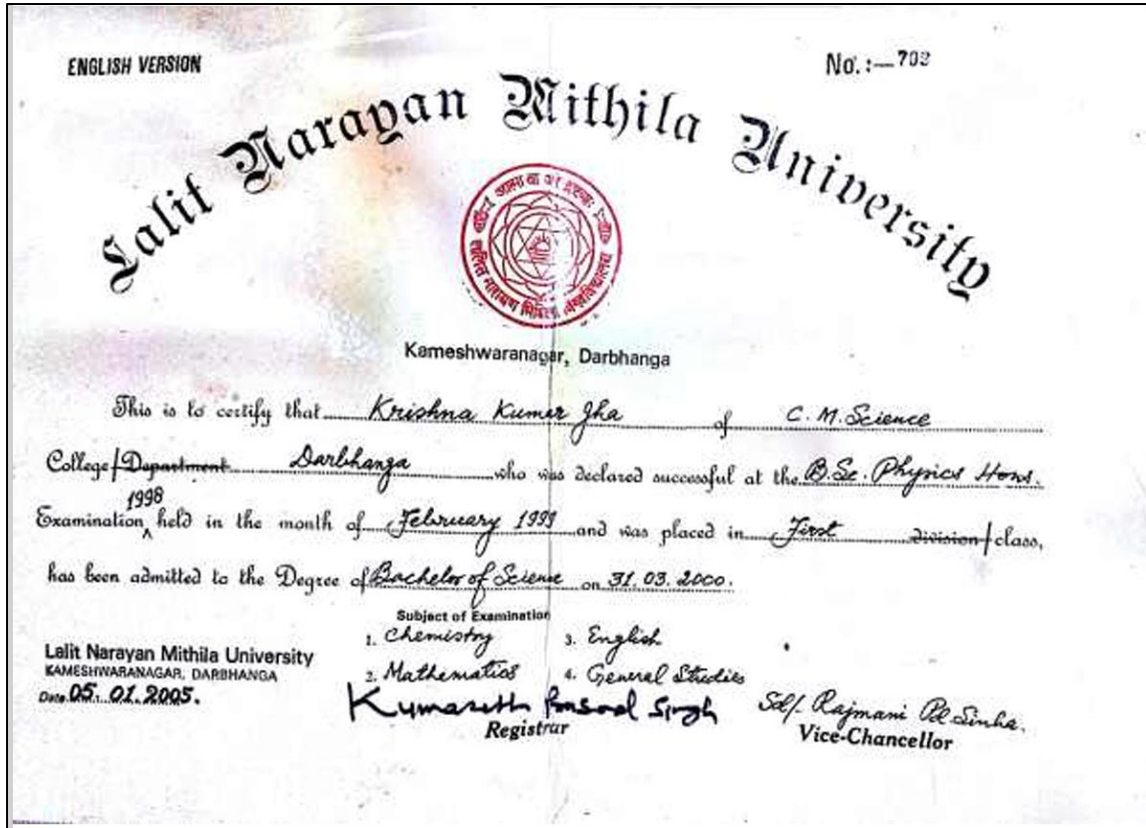 ENGLISH VERSION
No. :— 702
Lalit Narayan Mithila University
ललित नारायण मिथिला विश्वविद्यालय
Kameshwaranagar, Darbhanga
This is to certify that Krishna Kumar Jha of C. M. Science
College/Department Darbhanga who was declared successful at the B.Sc. Physics Hons.
1998
Examination held in the month of February 1999 and was placed in First division/class,
has been admitted to the Degree of Bachelor of Science on 31.03.2000.
Subject of Examination
1. Chemistry 3. English
2. Mathematics 4. General Studies
Lalit Narayan Mithila University
KAMESHWARANAGAR, DARBHANGA
Date 05.01.2005.
Prasad Singh
Registrar
Sd/. Rajmani Pd. Sinha.
Vice-Chancellor